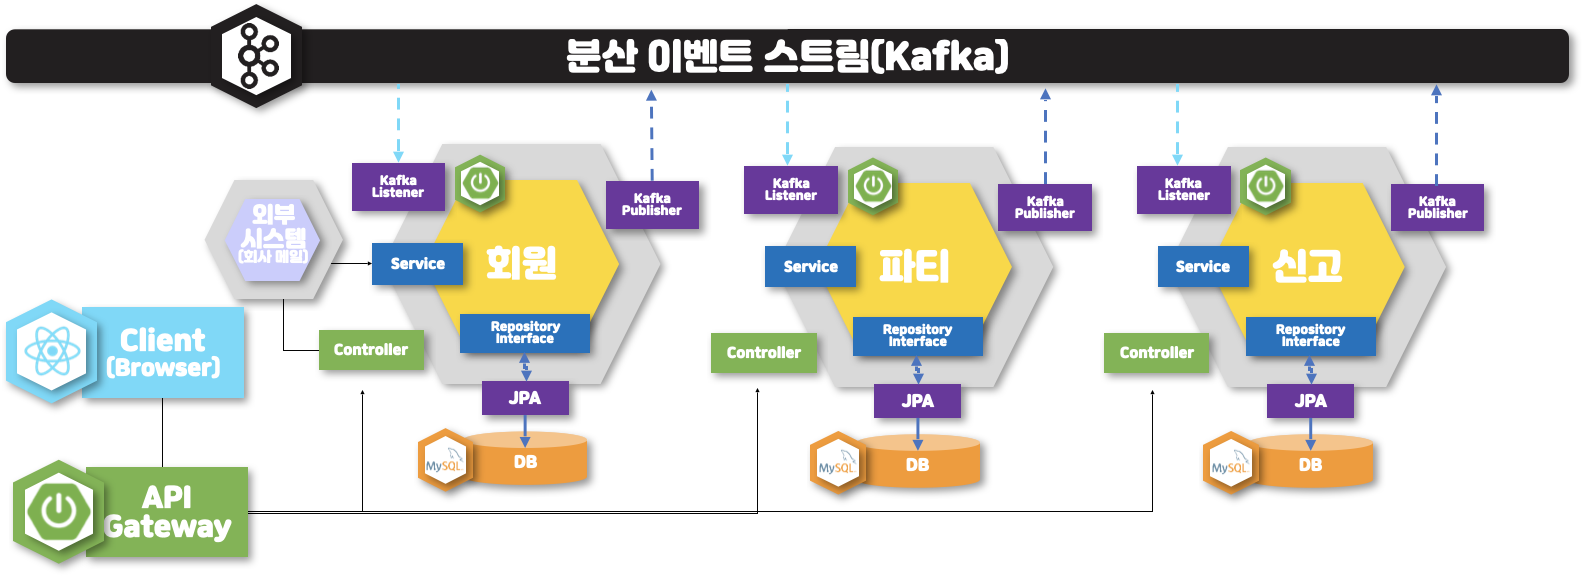 분산 이벤트 스트림(Kafka)
Kafka
Listener
Kafka
Publisher
외부
시스템
(회사 메일)
Service
회원
Repository
Interface
Controller
JPA
DB
MySQL
Kafka
Listener
Kafka
Publisher
Service
파티
Repository
Interface
Controller
JPA
DB
MySQL
Kafka
Listener
Kafka
Publisher
Service
신고
Repository
Interface
Controller
JPA
DB
MySQL
Client
(Browser)
API
Gateway